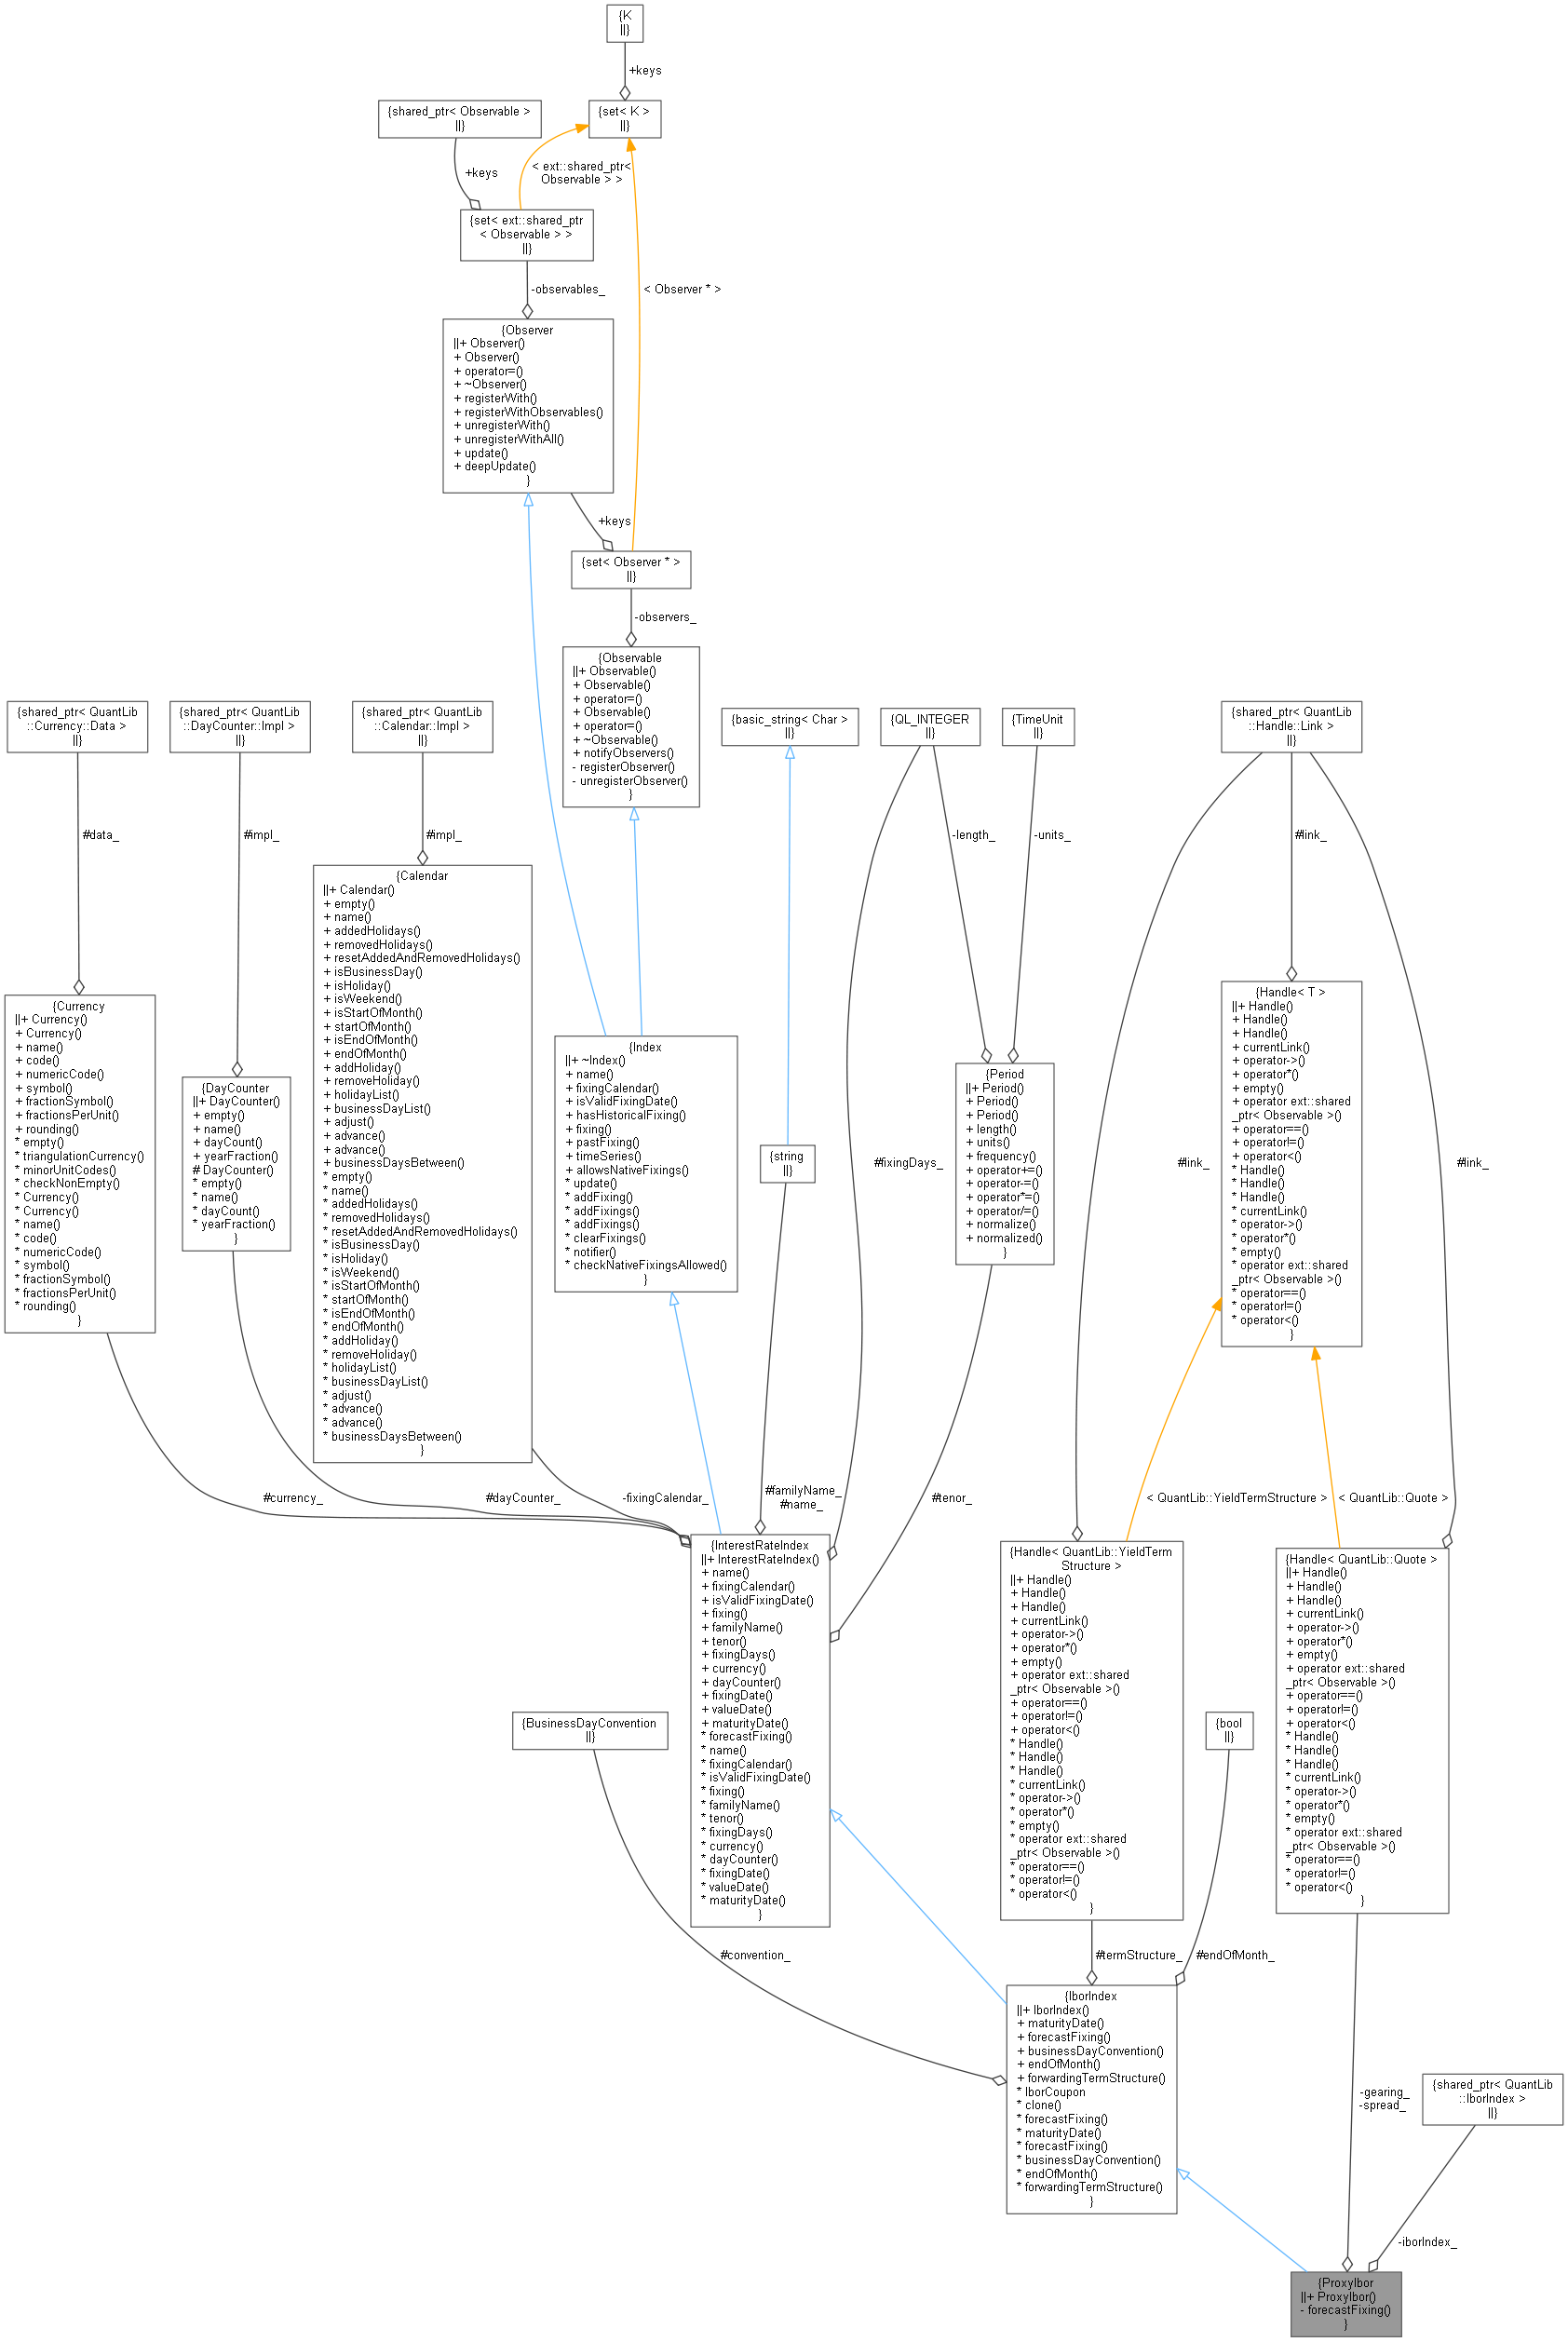 {K
||}
+keys
{shared_ptr< Observable >
||}
{set< K >
||}
+keys
< ext::shared_ptr<
Observable > >
{set< ext::shared_ptr
< Observable > >
||}
-observables_
< Observer * >
{Observer
||+ Observer()
+ Observer()
+ operator=()
+ ~Observer()
+ registerWith()
+ registerWithObservables()
+ unregisterWith()
+ unregisterWithAll()
+ update()
+ deepUpdate()
}
+keys
{set< Observer * >
||}
-observers_
{Observable
||+ Observable()
+ Observable()
+ operator=()
+ Observable()
+ operator=()
+ ~Observable()
+ notifyObservers()
- registerObserver()
- unregisterObserver()
}
{shared_ptr< QuantLib
::Currency::Data >
||}
{shared_ptr< QuantLib
::DayCounter::Impl >
||}
{shared_ptr< QuantLib
::Calendar::Impl >
||}
{basic_string< Char >
||}
{QL_INTEGER
||}
{TimeUnit
||}
{shared_ptr< QuantLib
::Handle::Link >
||}
#data_
#impl_
#impl_
-length_
-units_
#link_
{Calendar
||+ Calendar()
+ empty()
+ name()
+ addedHolidays()
+ removedHolidays()
+ resetAddedAndRemovedHolidays()
+ isBusinessDay()
+ isHoliday()
+ isWeekend()
+ isStartOfMonth()
+ startOfMonth()
+ isEndOfMonth()
+ endOfMonth()
+ addHoliday()
+ removeHoliday()
+ holidayList()
+ businessDayList()
+ adjust()
+ advance()
+ advance()
+ businessDaysBetween()
* empty()
* name()
* addedHolidays()
* removedHolidays()
* resetAddedAndRemovedHolidays()
* isBusinessDay()
* isHoliday()
* isWeekend()
* isStartOfMonth()
* startOfMonth()
* isEndOfMonth()
* endOfMonth()
* addHoliday()
* removeHoliday()
* holidayList()
* businessDayList()
* adjust()
* advance()
* advance()
* businessDaysBetween()
}
{Currency
||+ Currency()
+ Currency()
+ name()
+ code()
+ numericCode()
+ symbol()
+ fractionSymbol()
+ fractionsPerUnit()
+ rounding()
* empty()
* triangulationCurrency()
* minorUnitCodes()
* checkNonEmpty()
* Currency()
* Currency()
* name()
* code()
* numericCode()
* symbol()
* fractionSymbol()
* fractionsPerUnit()
* rounding()
}
{DayCounter
||+ DayCounter()
+ empty()
+ name()
+ dayCount()
+ yearFraction()
# DayCounter()
* empty()
* name()
* dayCount()
* yearFraction()
}
{Index
||+ ~Index()
+ name()
+ fixingCalendar()
+ isValidFixingDate()
+ hasHistoricalFixing()
+ fixing()
+ pastFixing()
+ timeSeries()
+ allowsNativeFixings()
* update()
* addFixing()
* addFixings()
* addFixings()
* clearFixings()
* notifier()
* checkNativeFixingsAllowed()
}
{string
||}
#fixingDays_
{Period
||+ Period()
+ Period()
+ Period()
+ length()
+ units()
+ frequency()
+ operator+=()
+ operator-=()
+ operator*=()
+ operator/=()
+ normalize()
+ normalized()
}
#link_
{Handle< T >
||+ Handle()
+ Handle()
+ Handle()
+ currentLink()
+ operator->()
+ operator*()
+ empty()
+ operator ext::shared
_ptr< Observable >()
+ operator==()
+ operator!=()
+ operator<()
* Handle()
* Handle()
* Handle()
* currentLink()
* operator->()
* operator*()
* empty()
* operator ext::shared
_ptr< Observable >()
* operator==()
* operator!=()
* operator<()
}
#link_
#currency_
#dayCounter_
-fixingCalendar_
#familyName_
#name_
#tenor_
< QuantLib::YieldTermStructure >
< QuantLib::Quote >
{InterestRateIndex
||+ InterestRateIndex()
+ name()
+ fixingCalendar()
+ isValidFixingDate()
+ fixing()
+ familyName()
+ tenor()
+ fixingDays()
+ currency()
+ dayCounter()
+ fixingDate()
+ valueDate()
+ maturityDate()
* forecastFixing()
* name()
* fixingCalendar()
* isValidFixingDate()
* fixing()
* familyName()
* tenor()
* fixingDays()
* currency()
* dayCounter()
* fixingDate()
* valueDate()
* maturityDate()
}
{Handle< QuantLib::YieldTerm
Structure >
||+ Handle()
+ Handle()
+ Handle()
+ currentLink()
+ operator->()
+ operator*()
+ empty()
+ operator ext::shared
_ptr< Observable >()
+ operator==()
+ operator!=()
+ operator<()
* Handle()
* Handle()
* Handle()
* currentLink()
* operator->()
* operator*()
* empty()
* operator ext::shared
_ptr< Observable >()
* operator==()
* operator!=()
* operator<()
}
{Handle< QuantLib::Quote >
||+ Handle()
+ Handle()
+ Handle()
+ currentLink()
+ operator->()
+ operator*()
+ empty()
+ operator ext::shared
_ptr< Observable >()
+ operator==()
+ operator!=()
+ operator<()
* Handle()
* Handle()
* Handle()
* currentLink()
* operator->()
* operator*()
* empty()
* operator ext::shared
_ptr< Observable >()
* operator==()
* operator!=()
* operator<()
}
{BusinessDayConvention
||}
{bool
||}
#convention_
#termStructure_
#endOfMonth_
{IborIndex
||+ IborIndex()
+ maturityDate()
+ forecastFixing()
+ businessDayConvention()
+ endOfMonth()
+ forwardingTermStructure()
* IborCoupon
* clone()
* forecastFixing()
* maturityDate()
* forecastFixing()
* businessDayConvention()
* endOfMonth()
* forwardingTermStructure()
}
-gearing_
-spread_
{shared_ptr< QuantLib
::IborIndex >
||}
-iborIndex_
{ProxyIbor
||+ ProxyIbor()
- forecastFixing()
}